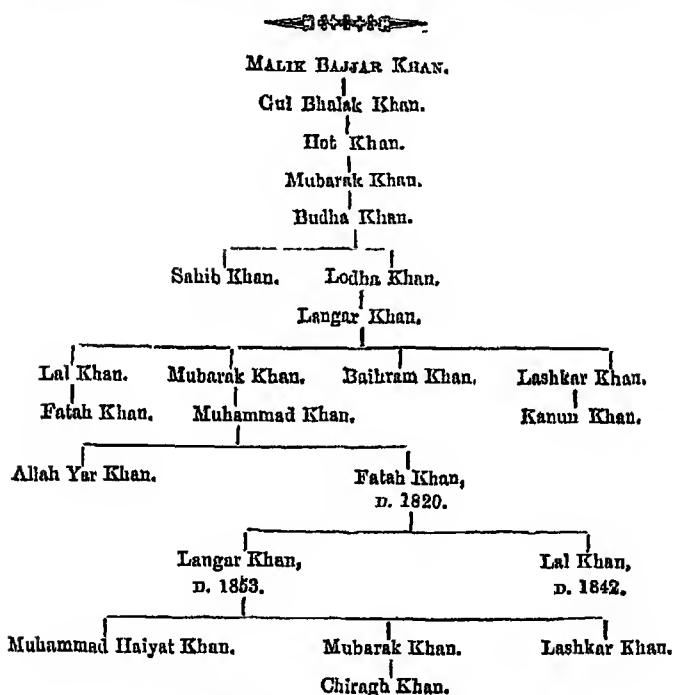 MALIK BAJJAR KHAN.
Gul Bhalak Khan.
Hot Khan.
Mubarak Khan.
Budha Khan.
Sahib Khan. Lodha Khan,
Langar Khan.
Lal Khan. Mubarak Khan. Baihram Khan. Lashkar Khan.
Fatah Khan. Muhammad Khan. Kanun Khan.
Allah Yar Khan. Fatah Khan,
D. 1820.
Langar Khan, Lal Khan,
D. 1853. D. 1842.
Muhammad Haiyat Khan. Mubarak Khan. Lashkar Khan.
Chiragh Khan.